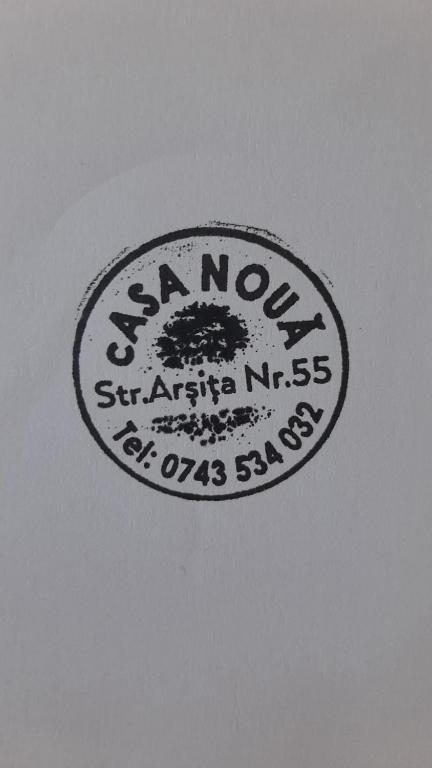 CASA NOUĂ
Str.Arșița Nr.55
Tel: 0743 534 032